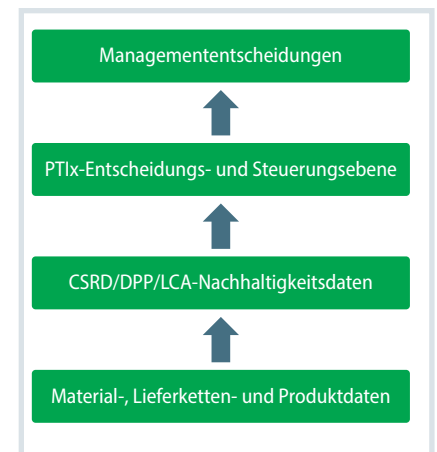 Managemententscheidungen
PTIx-Entscheidungs- und Steuerungsebene
CSRD/DPP/LCA-Nachhaltigkeitsdaten
Material-, Lieferketten- und Produktdaten